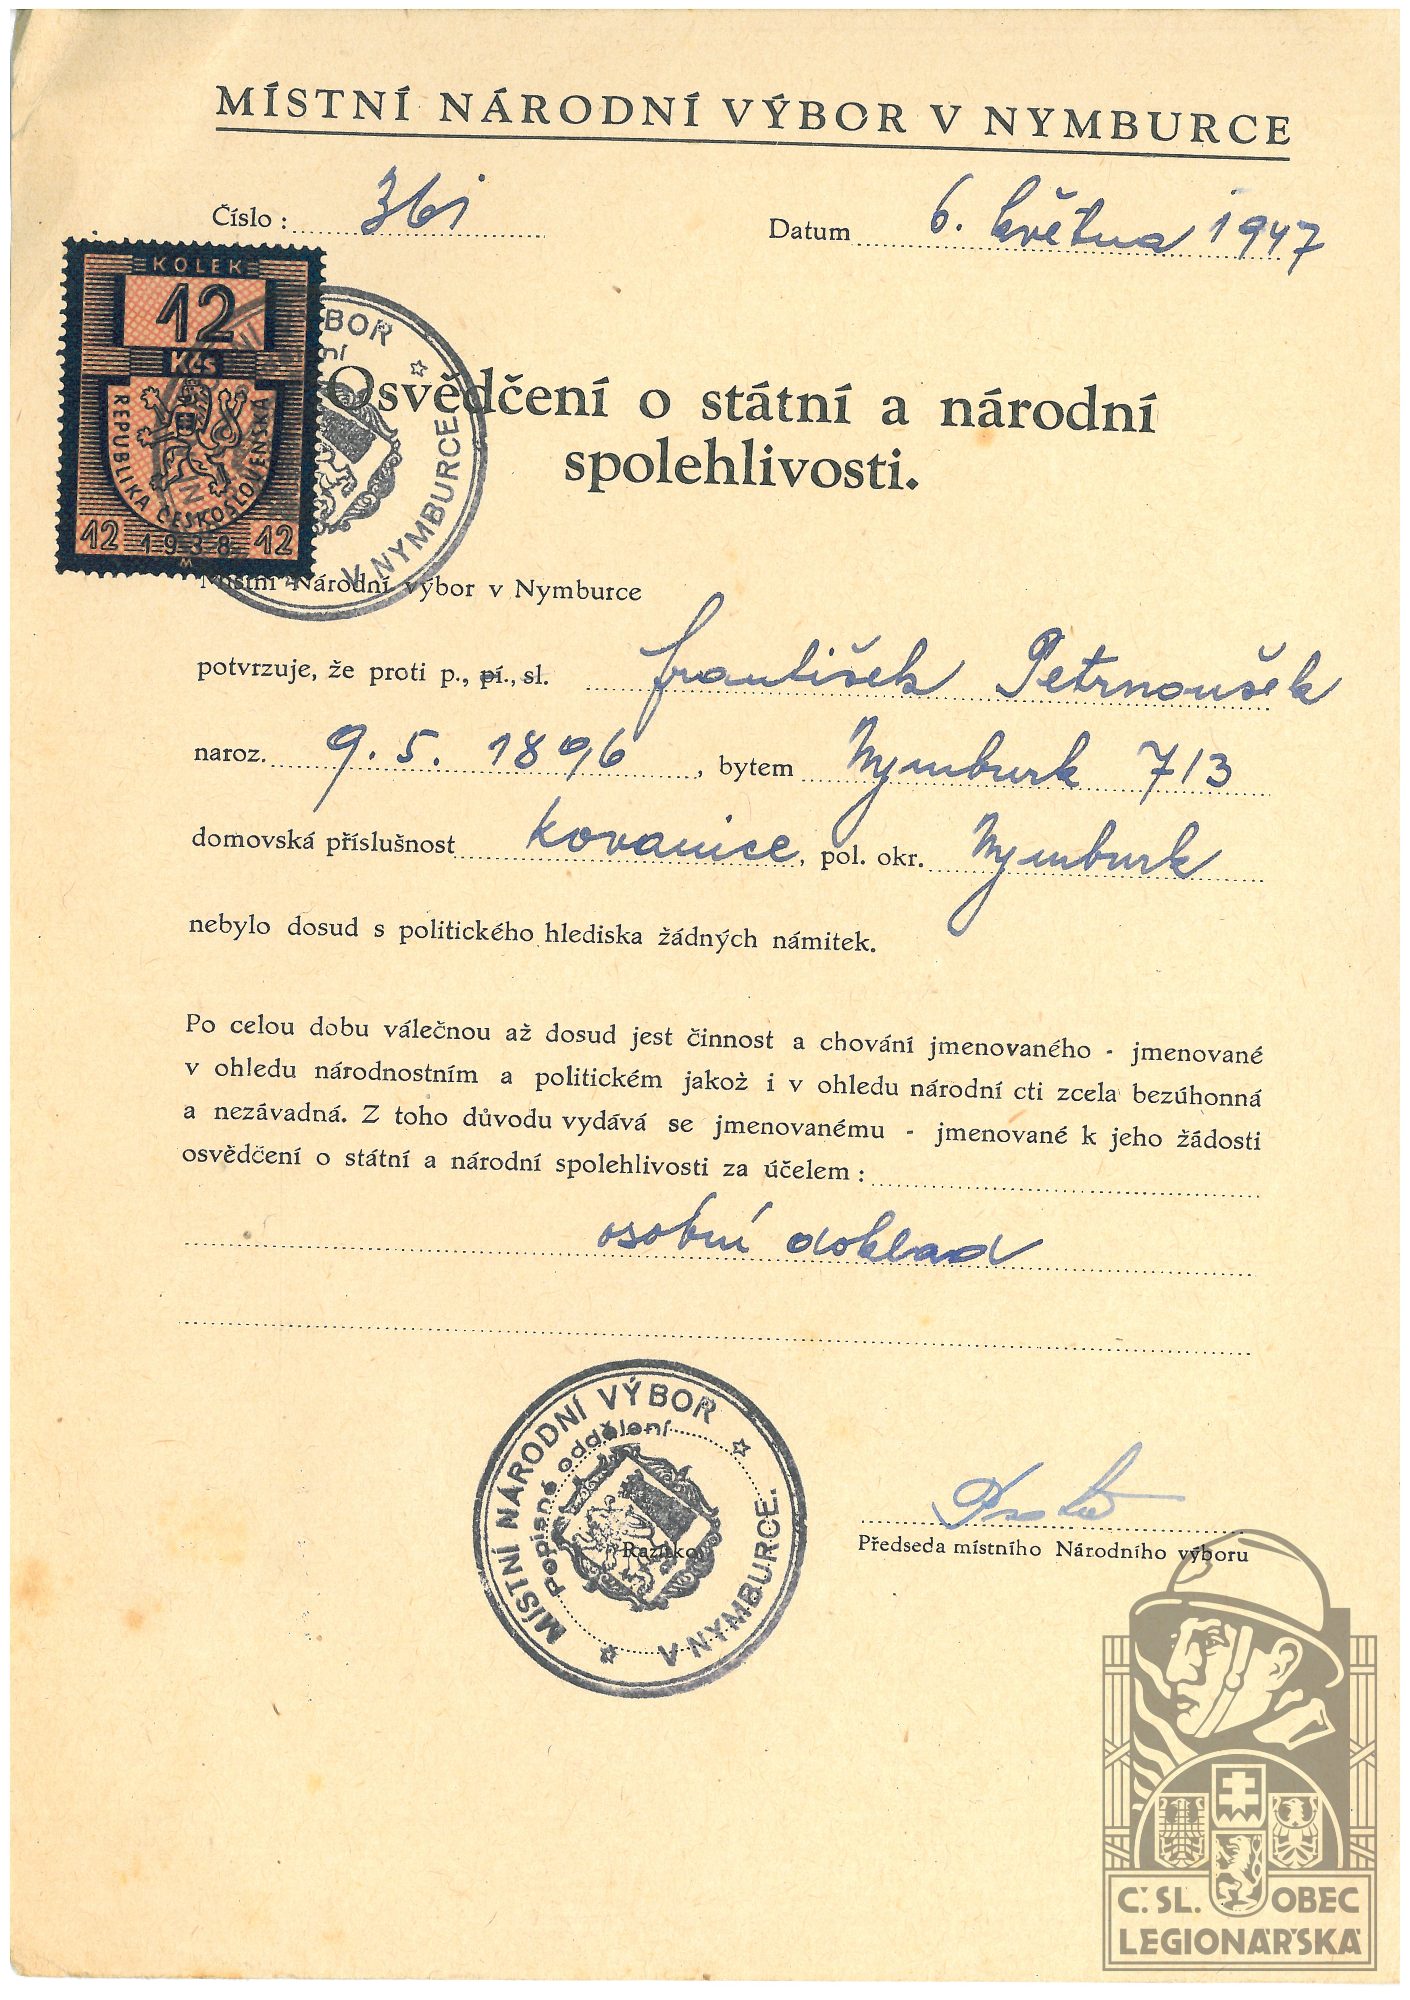 MÍSTNÍ NÁRODNÍ VÝBOR V NYMBURCE
Číslo: 361
Datum 6. května 1947
KOLEK
12
Kčs
REPUBLIKA ČESKOSLOVENSKÁ
12 1938 12
M
VÝBOR
V NYMBURCE
Osvědčení o státní a národní
spolehlivosti.
Místní Národní výbor v Nymburce
potvrzuje, že proti p., pí., sl. František Petrnoušek
naroz. 9. 5. 1896, bytem Nymburk 713
domovská příslušnost Kovanice, pol. okr. Nymburk
nebylo dosud s politického hlediska žádných námitek.
Po celou dobu válečnou až dosud jest činnost a chování jmenovaného - jmenované
v ohledu národnostním a politickém jakož i v ohledu národní cti zcela bezúhonná
a nezávadná. Z toho důvodu vydává se jmenovanému - jmenované k jeho žádosti
osvědčení o státní a národní spolehlivosti za účelem:
osobní doklad
MÍSTNÍ NÁRODNÍ VÝBOR
Popisné oddělení
V NYMBURCE.
Razítko
Předseda místního Národního výboru
Č. SL. OBEC
LEGIONÁŘSKÁ